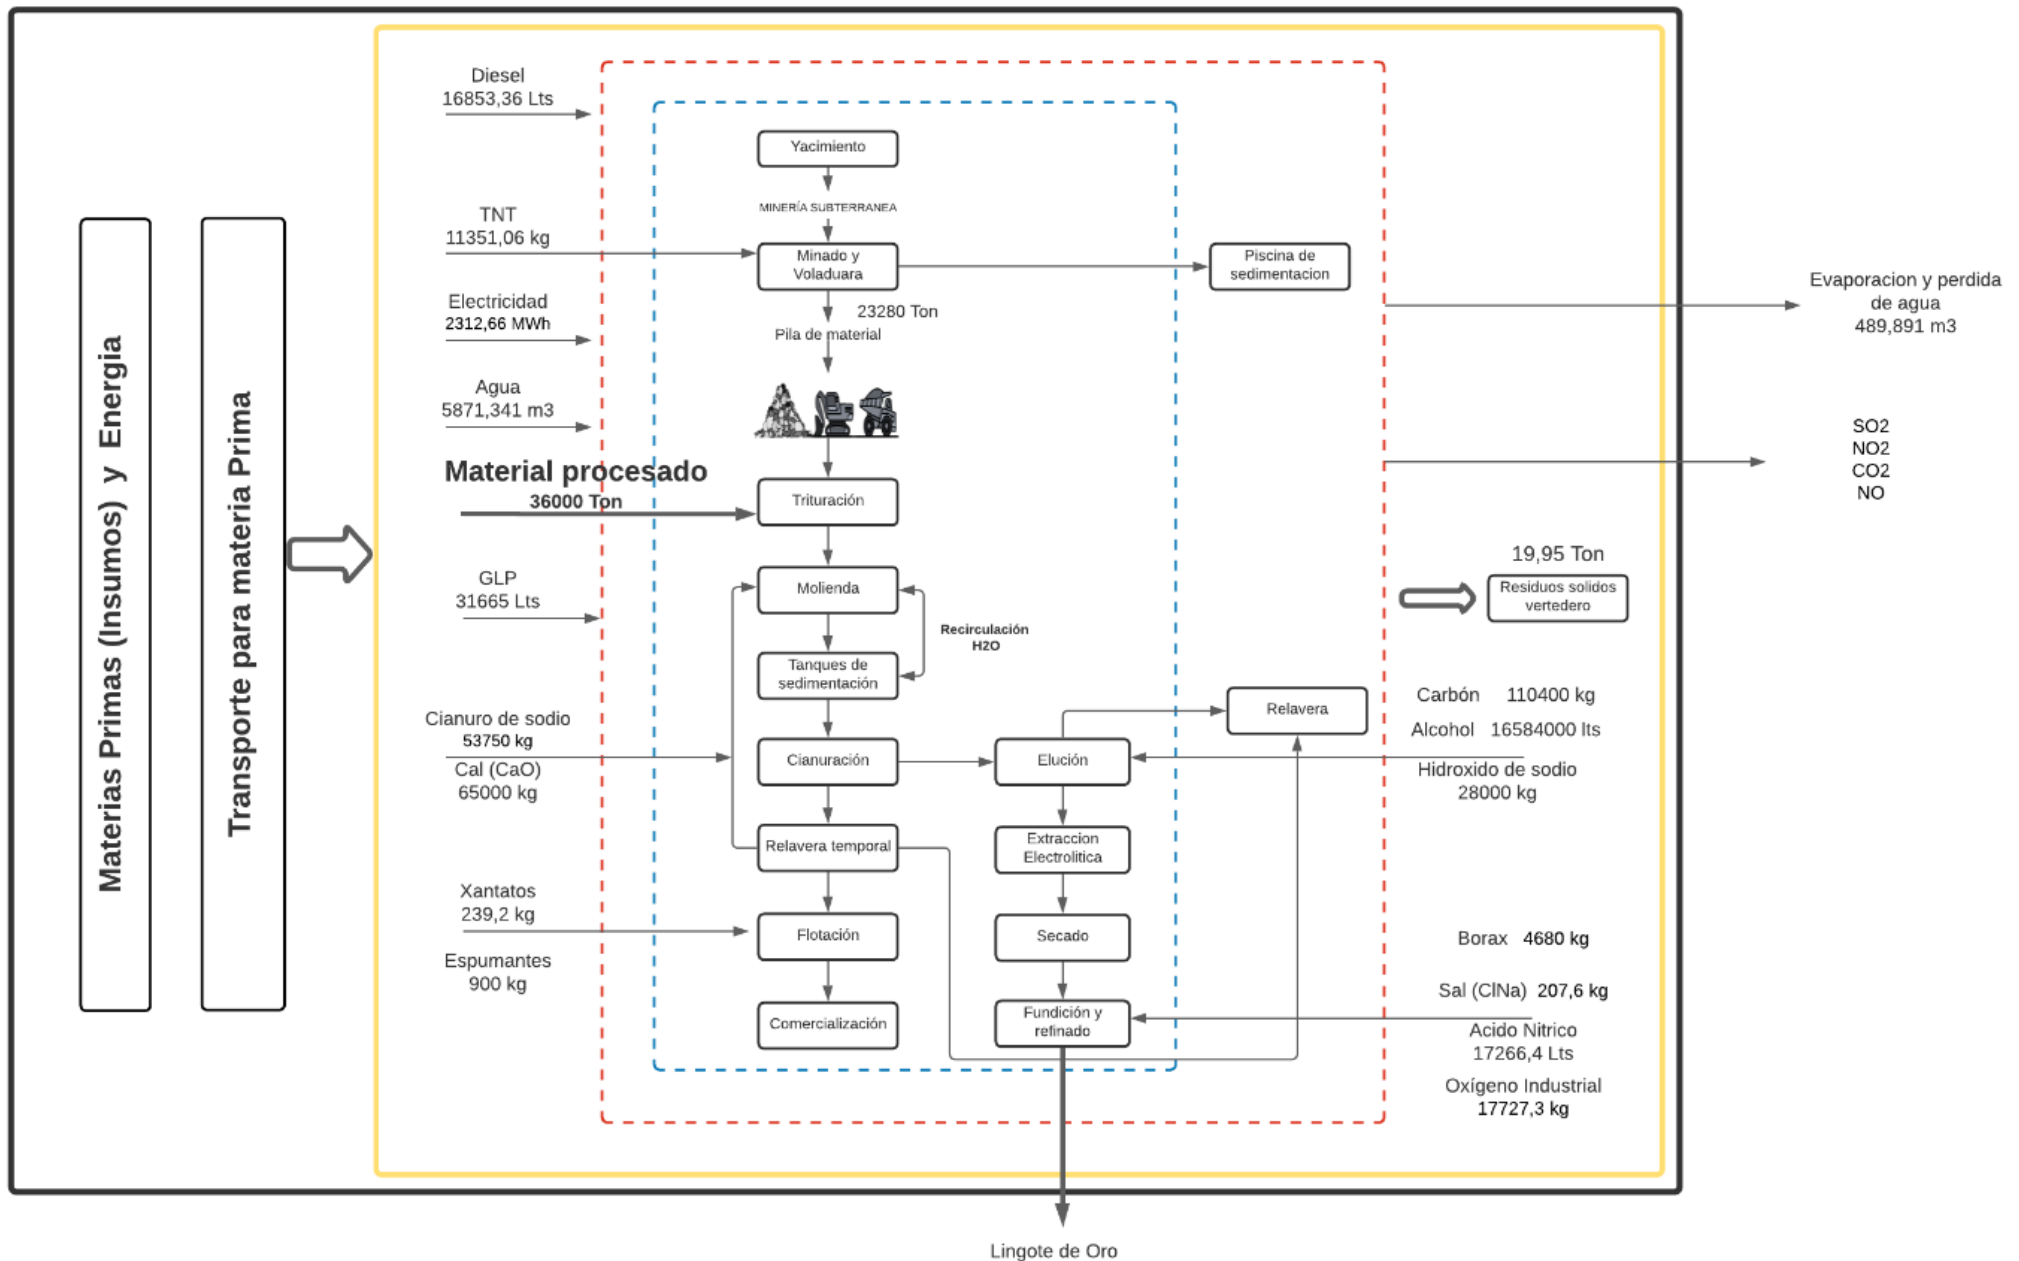 Materias Primas (Insumos) y Energia
Transporte para materia Prima
Diesel
16853,36 Lts
TNT
11351,06 kg
Electricidad
2312,66 MWh
Agua
5871,341 m3
Material procesado
36000 Ton
GLP
31665 Lts
Cianuro de sodio
53750 kg
Cal (CaO)
65000 kg
Xantatos
239,2 kg
Espumantes
900 kg
Yacimiento
MINERÍA SUBTERRANEA
Minado y
Voladuara
23280 Ton
Pila de material
Trituración
Molienda
Recirculación
H2O
Tanques de
sedimentación
Cianuración
Relavera temporal
Flotación
Comercialización
Elución
Extraccion
Electrolitica
Secado
Fundición y
refinado
Piscina de
sedimentacion
Relavera
Evaporacion y perdida
de agua
489,891 m3
SO2
NO2
CO2
NO
19,95 Ton
Residuos solidos
vertedero
Carbón 110400 kg
Alcohol 16584000 lts
Hidroxido de sodio
28000 kg
Borax 4680 kg
Sal (ClNa) 207,6 kg
Acido Nitrico
17266,4 Lts
Oxígeno Industrial
17727,3 kg
Lingote de Oro